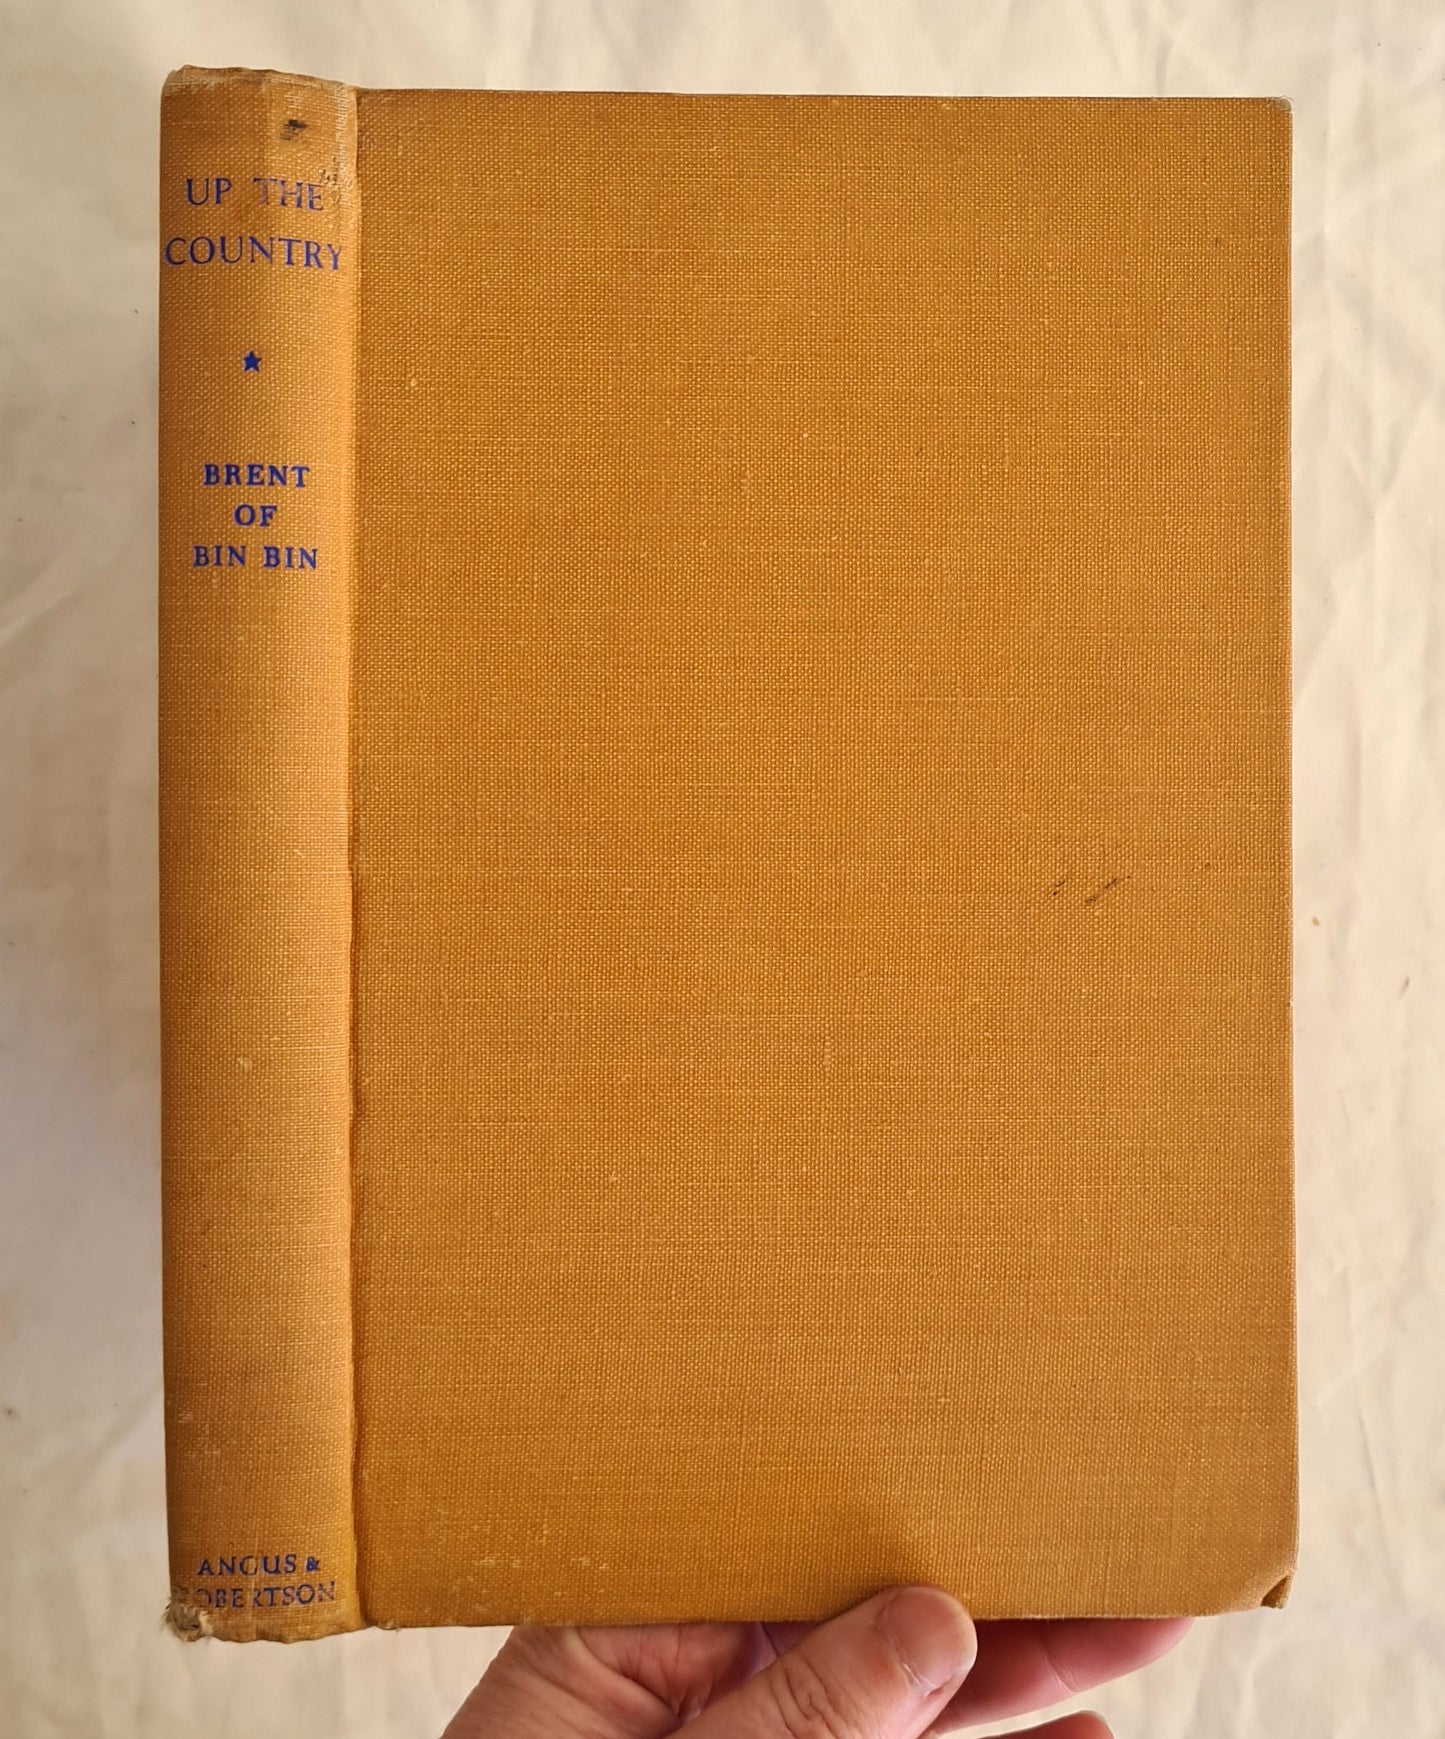 UP THE
COUNTRY
BRENT
OF
BIN BIN
ANGUS &
ROBERTSON